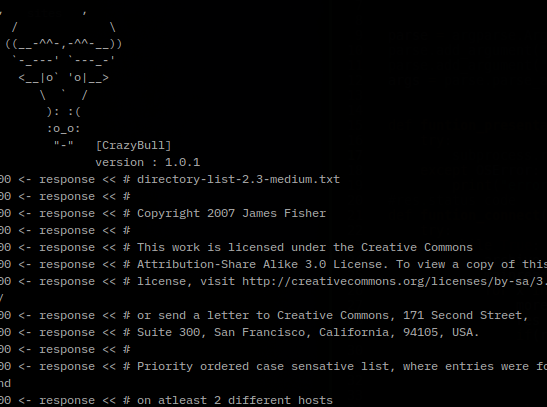 ,          ,
  /              \
 ((__-^^-,-^^-__))
  `-_---' `---_-'
   <__|o` 'o|__>
      \  `  /
       ): :(
       :o_o:
        "-"   [CrazyBull]
              version : 1.0.1
00 <- response << # directory-list-2.3-medium.txt
00 <- response << #
00 <- response << # Copyright 2007 James Fisher
00 <- response << #
00 <- response << # This work is licensed under the Creative Commons
00 <- response << # Attribution-Share Alike 3.0 License. To view a copy of this
00 <- response << # license, visit http://creativecommons.org/licenses/by-sa/3.
/
00 <- response << # or send a letter to Creative Commons, 171 Second Street,
00 <- response << # Suite 300, San Francisco, California, 94105, USA.
00 <- response << #
00 <- response << # Priority ordered case sensative list, where entries were fo
nd
00 <- response << # on atleast 2 different hosts